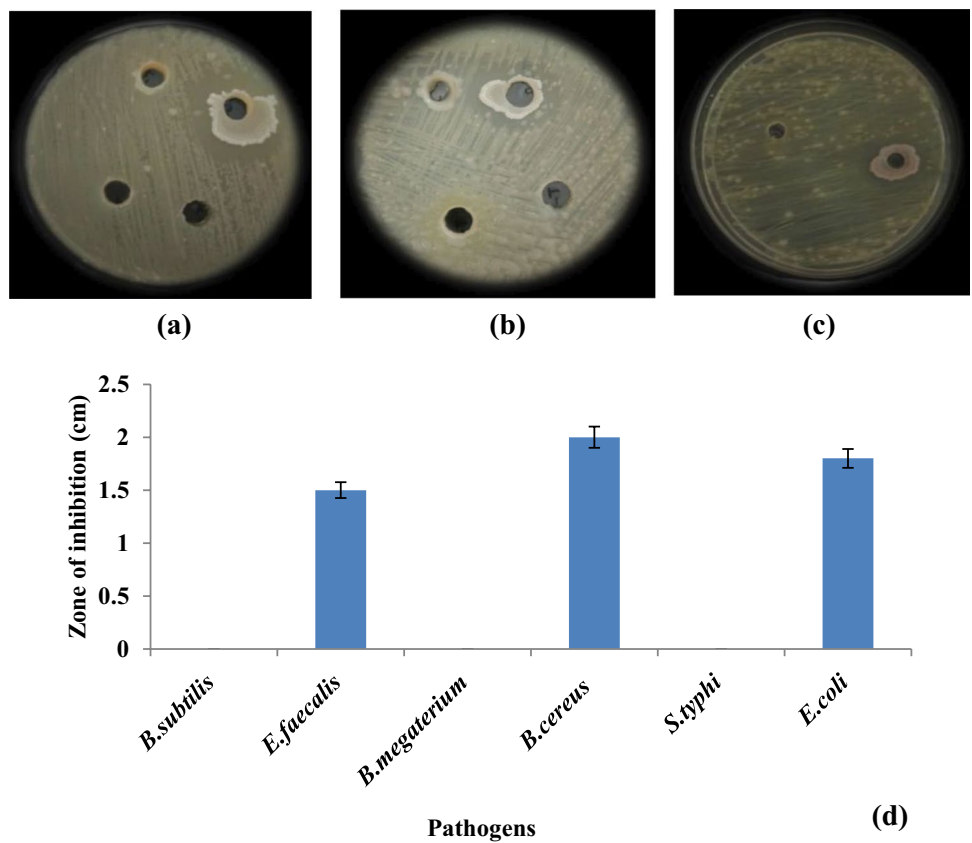 (a)
(b)
(c)
2.5
2
1.5
1
0.5
0
Zone of inhibition (cm)
B.subtilis
E.faecalis
B.megaterium
B.cereus
S.typhi
E.coli
Pathogens
(d)